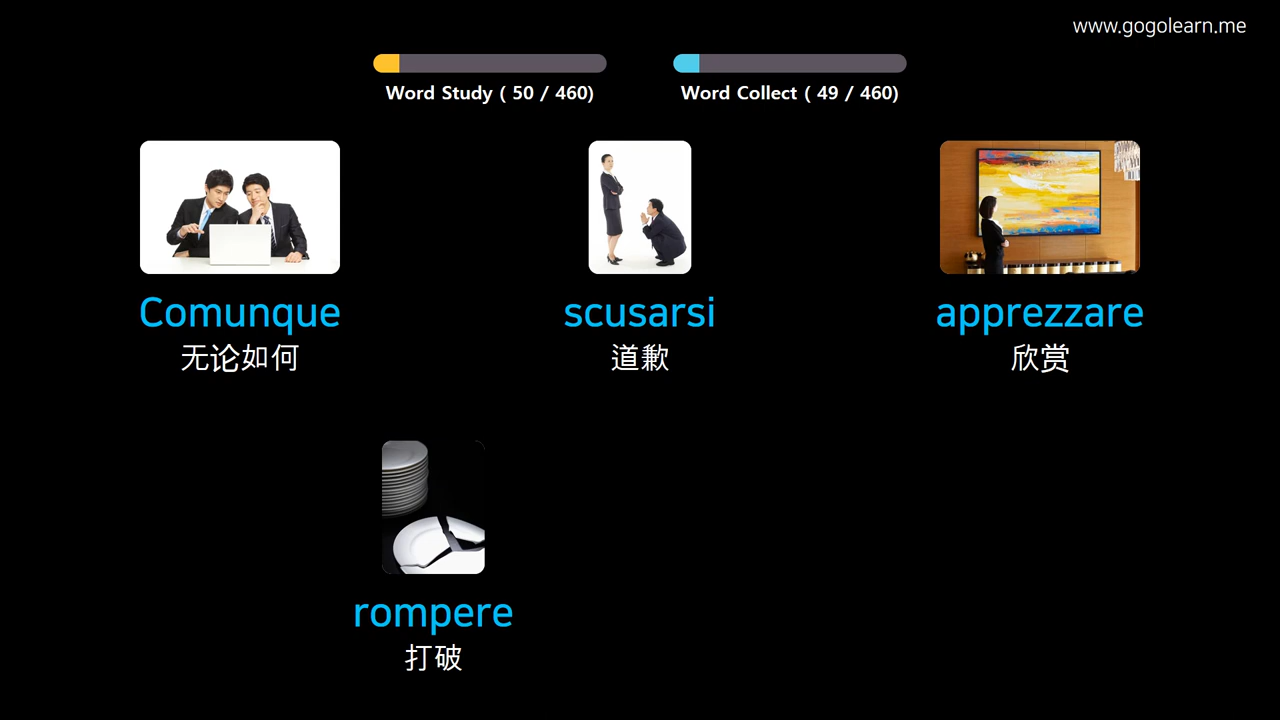 www.gogolearn.me
Word Study ( 50 / 460)
Word Collect ( 49 / 460)
Comunque
无论如何
scusarsi
道歉
apprezzare
欣赏
rompere
打破